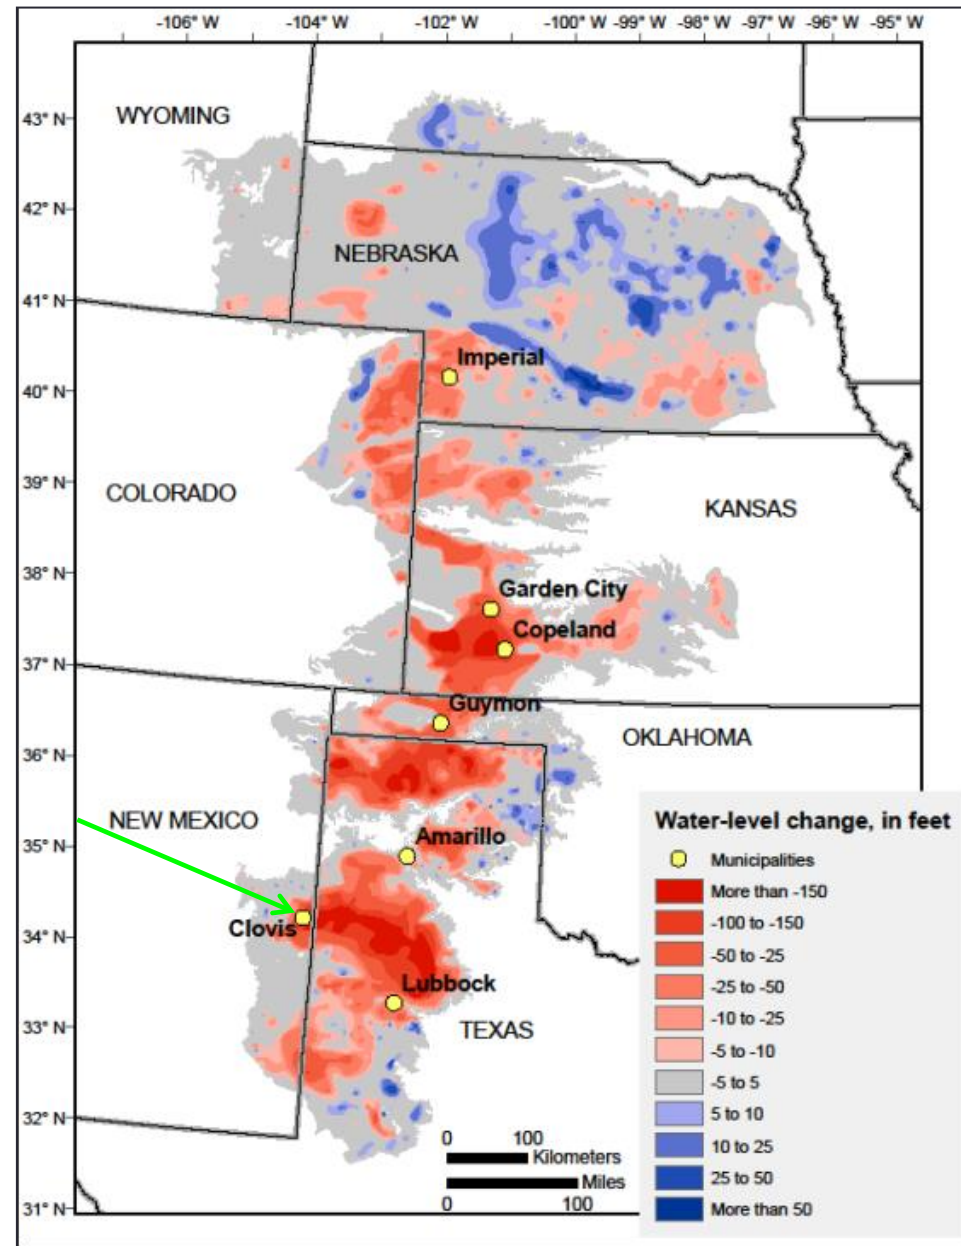 -106° W -104° W -102° W -100° W -98° W -96° W -95° W
WYOMING
43° N
42° N
NEBRASKA
41° N
Imperial
40° N
39° N
COLORADO
KANSAS
38° N
Garden City
Copeland
37° N
Guymon
OKLAHOMA
36° N
NEW MEXICO
Amarillo
35° N
Clovis
34° N
Lubbock
33° N
TEXAS
32° N
31° N
0 100
Kilometers
Miles
0 100
Water-level change, in feet
Municipalities
More than -150
-100 to -150
-50 to -25
-25 to -50
-10 to -25
-5 to -10
-5 to 5
5 to 10
10 to 25
25 to 50
More than 50